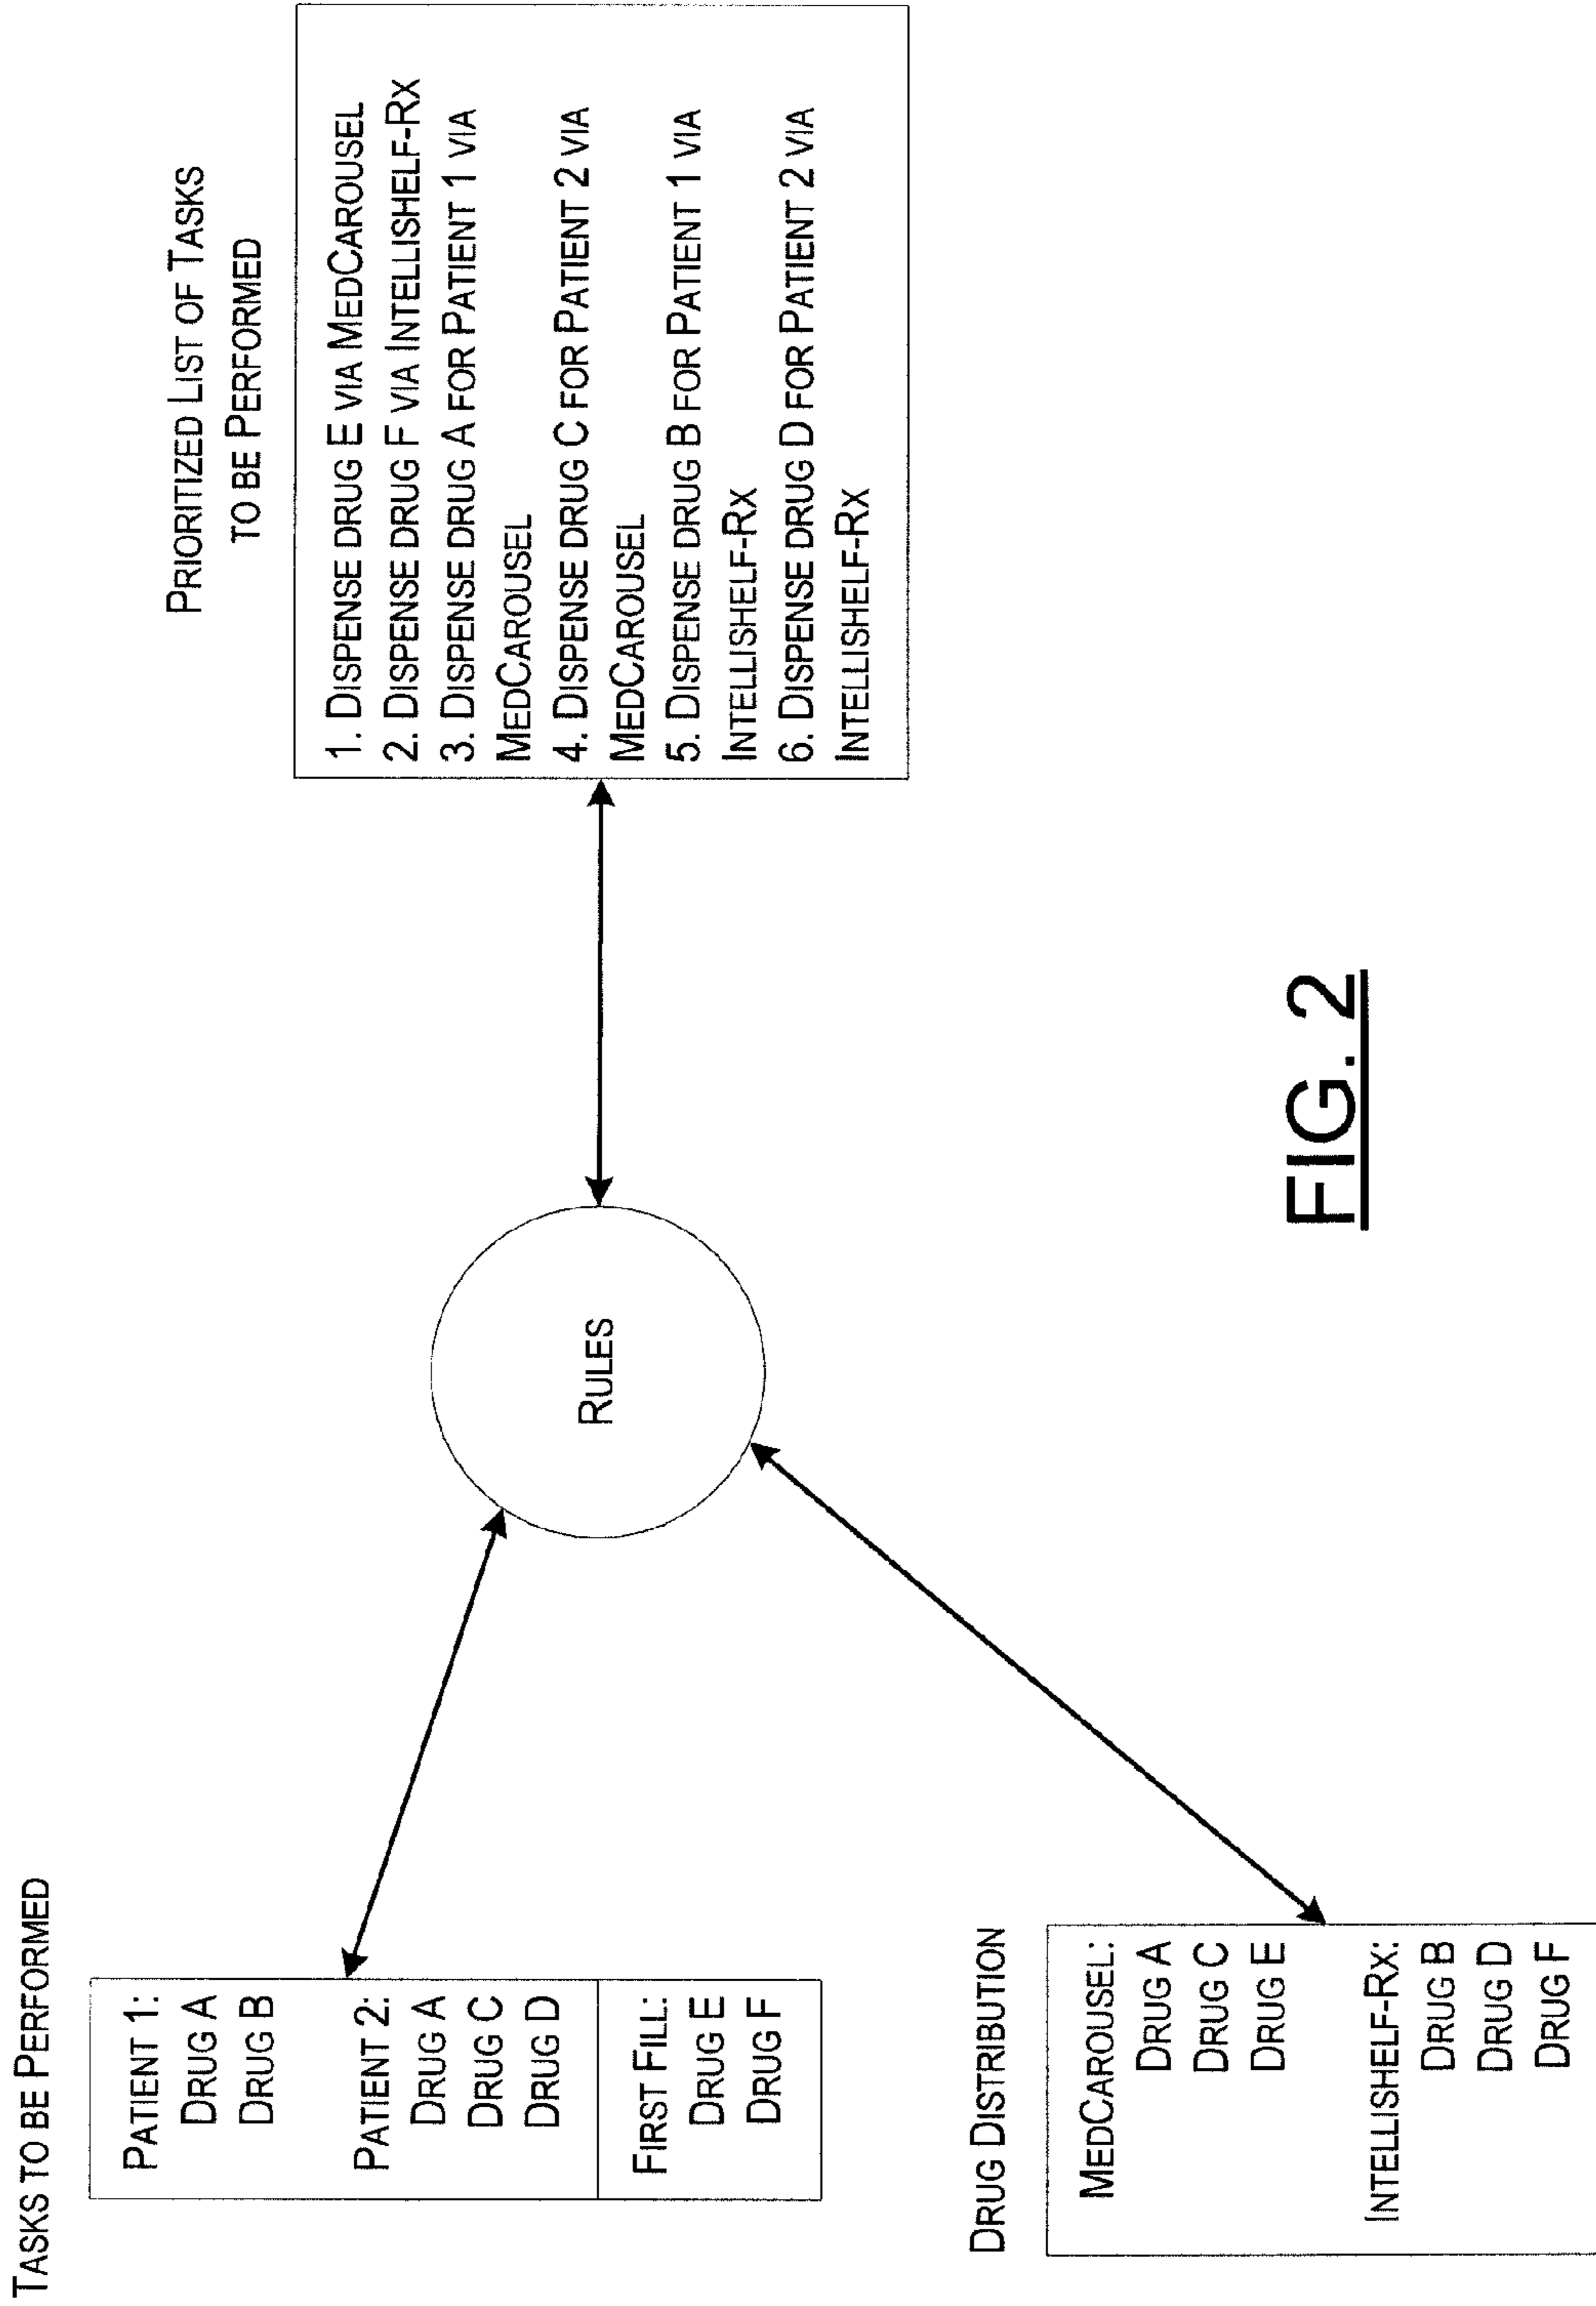 TASKS TO BE PERFORMED
PATIENT 1:
DRUG A
DRUG B
PATIENT 2:
DRUG A
DRUG C
DRUG D
FIRST FILL:
DRUG E
DRUG F
DRUG DISTRIBUTION
MEDCAROUSEL:
DRUG A
DRUG C
DRUG E
INTELLISHELF-RX:
DRUG B
DRUG D
DRUG F
RULES
PRIORITIZED LIST OF TASKS
TO BE PERFORMED
1. DISPENSE DRUG E VIA MEDCAROUSEL
2. DISPENSE DRUG F VIA INTELLISHELF-RX
3. DISPENSE DRUG A FOR PATIENT 1 VIA
MEDCAROUSEL
4. DISPENSE DRUG C FOR PATIENT 2 VIA
MEDCAROUSEL
5. DISPENSE DRUG B FOR PATIENT 1 VIA
INTELLISHELF-RX
6. DISPENSE DRUG D FOR PATIENT 2 VIA
INTELLISHELF-RX
FIG. 2